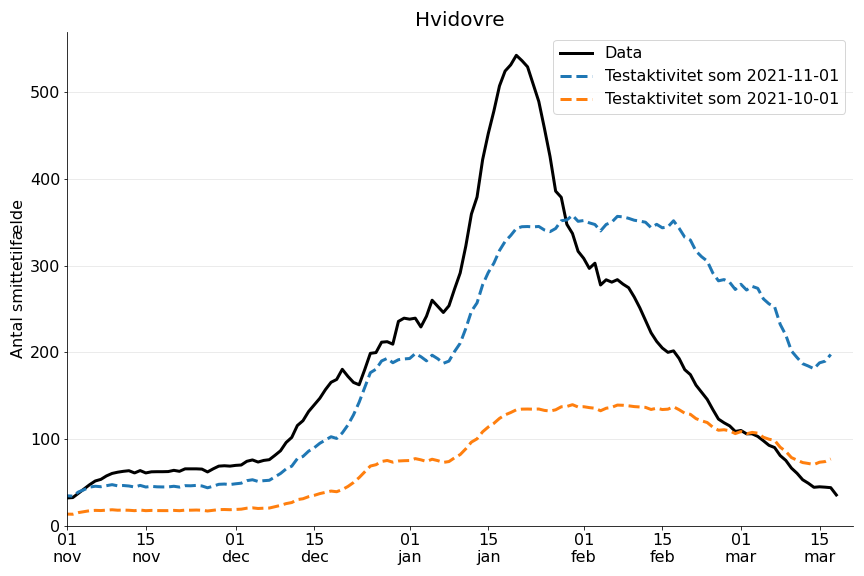 Hvidovre
Data
Testaktivitet som 2021-11-01
Testaktivitet som 2021-10-01
Antal smittetilfælde
500
400
300
200
100
0
01 15 01 15 01 15 01 15 01 15
nov nov dec dec jan jan feb feb mar mar